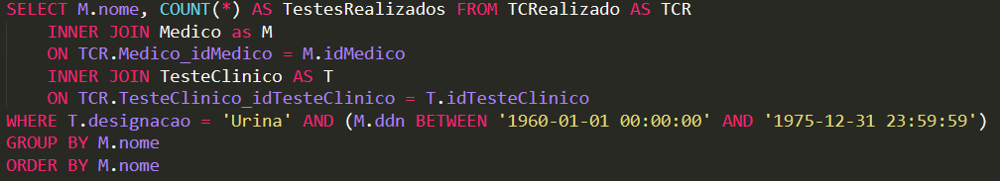 SELECT M.nome, COUNT(*) AS TestesRealizados FROM TCRealizado AS TCR
INNER JOIN Medico as M
ON TCR.Medico_idMedico = M.idMedico
INNER JOIN TesteClinico AS T
ON TCR.TesteClinico_idTesteClinico = T.idTesteClinico
WHERE T.designacao = 'Urina' AND (M.ddn BETWEEN '1960-01-01 00:00:00' AND '1975-12-31 23:59:59')
GROUP BY M.nome
ORDER BY M.nome